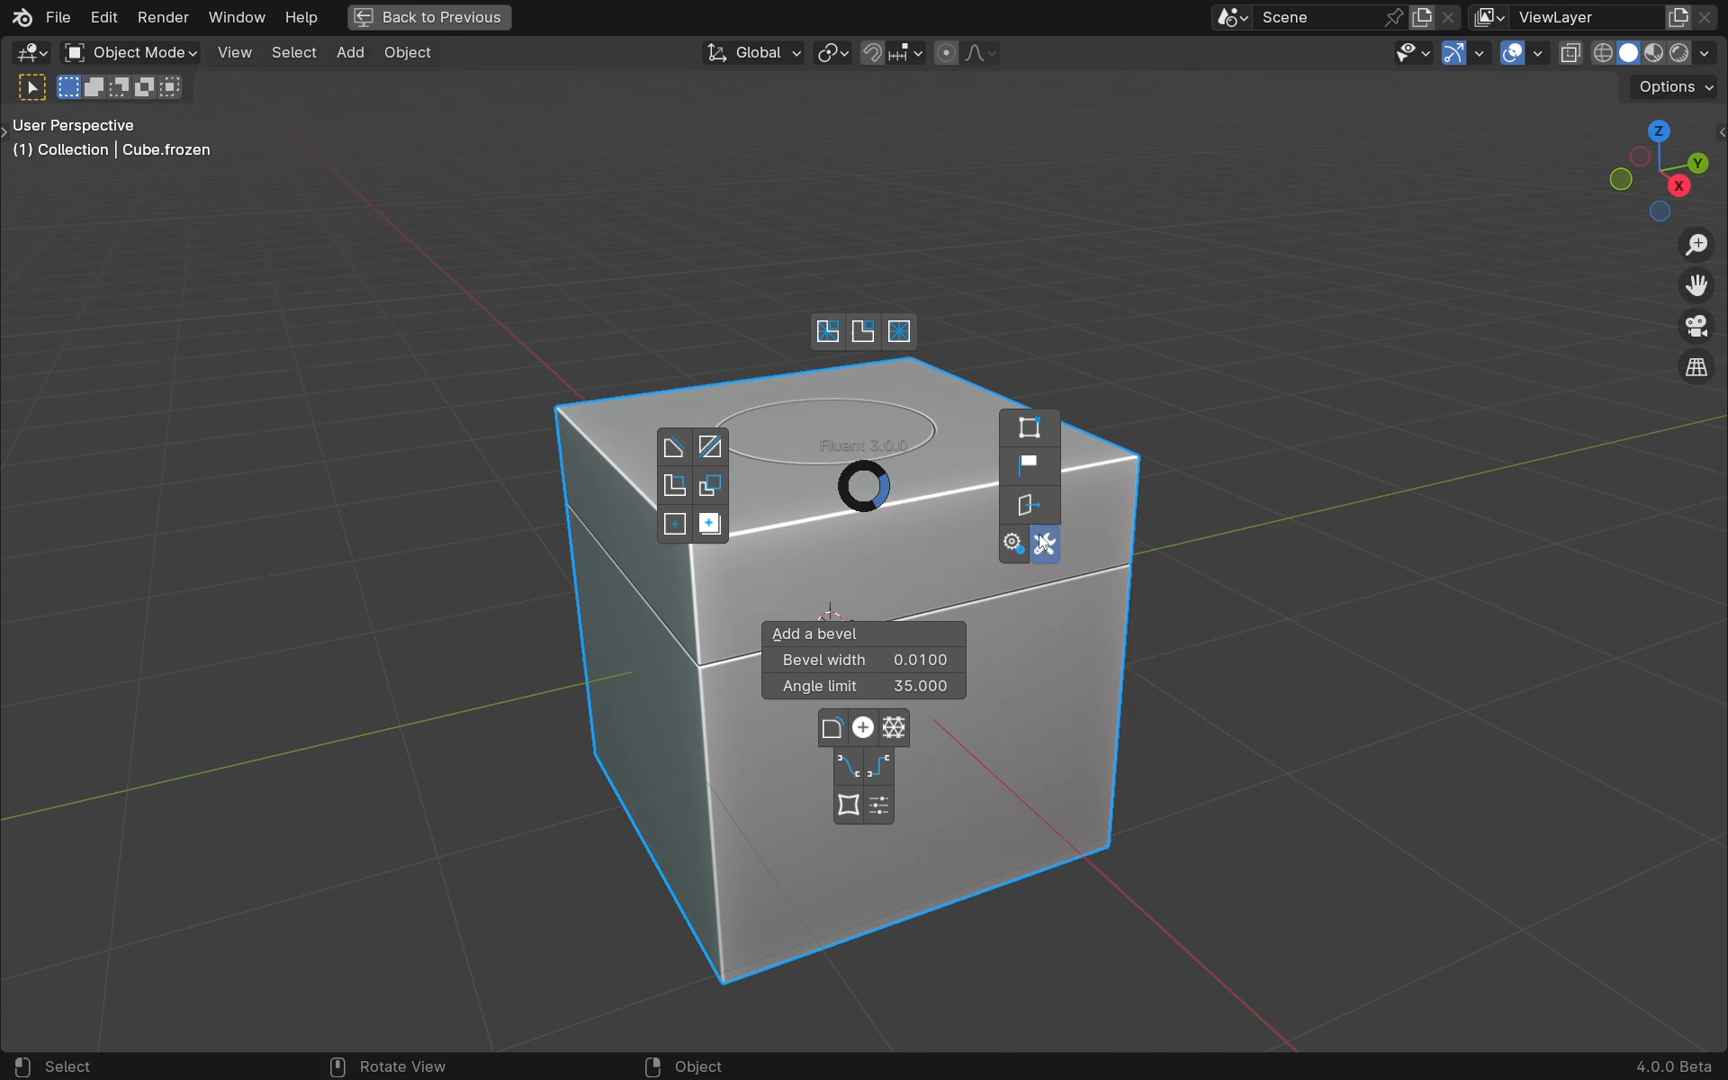 File Edit Render Window Help Back to Previous Scene ViewLayer
Object Mode View Select Add Object Global
Options
User Perspective
(1) Collection | Cube.frozen
Z
Y
X
Fluent 3.0.0
Add a bevel
Bevel width 0.0100
Angle limit 35.000
Select Rotate View Object 4.0.0 Beta